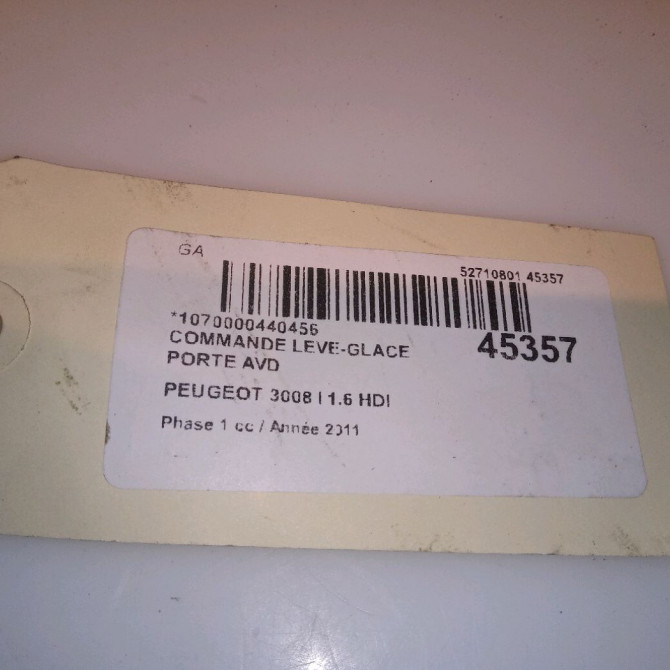 GA
52710801 45357
*1070000440456
45357
COMMANDE LEVE-GLACE
PORTE AVD
PEUGEOT 3008 I 1.6 HDI
Phase 1 cc / Année 2011